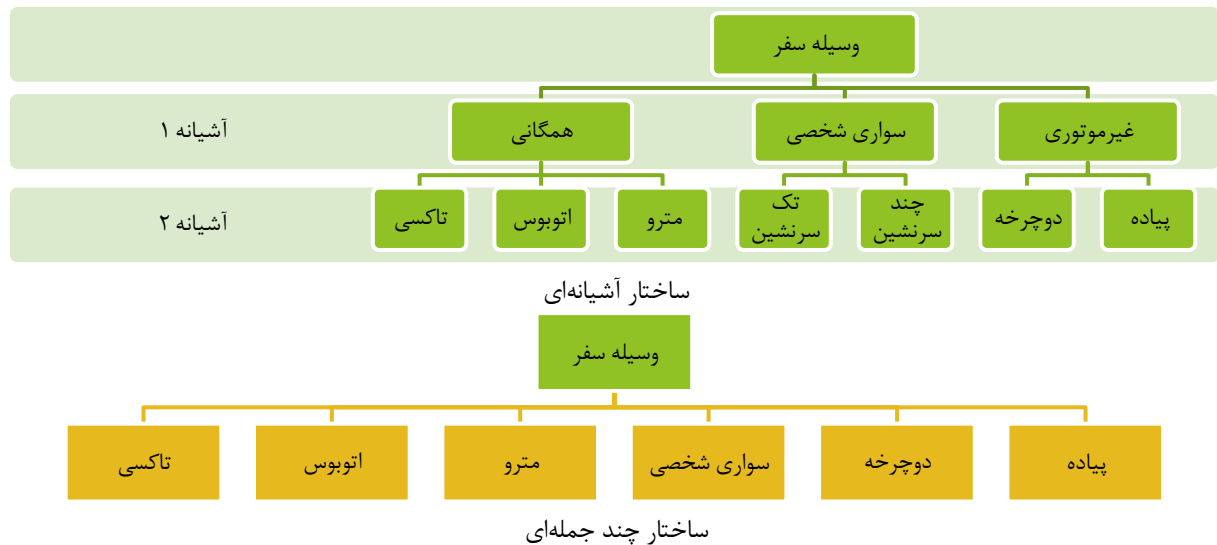 وسیله سفر
آشیانه ۱
غیرموتوری
سواری شخصی
همگانی
آشیانه ۲
پیاده
دوچرخه
چند
سرنشین
تک
سرنشین
مترو
اتوبوس
تاکسی
ساختار آشیانه‌ای
وسیله سفر
پیاده
دوچرخه
سواری شخصی
مترو
اتوبوس
تاکسی
ساختار چند جمله‌ای